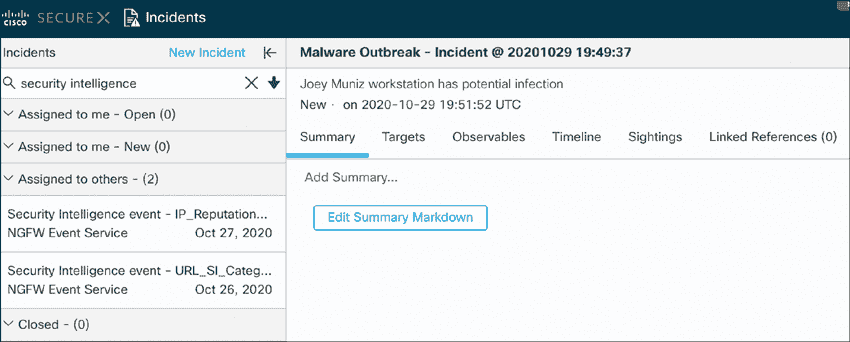 CISCO SECUREX Incidents
Incidents New Incident
security intelligence
Assigned to me - Open (0)
Assigned to me - New (0)
Assigned to others - (2)
Security Intelligence event - IP_Reputation...
NGFW Event Service Oct 27, 2020
Security Intelligence event - URL_SI_Categ...
NGFW Event Service Oct 26, 2020
Closed - (0)
Malware Outbreak - Incident @ 20201029 19:49:37
Joey Muniz workstation has potential infection
New · on 2020-10-29 19:51:52 UTC
Summary Targets Observables Timeline Sightings Linked References (0)
Add Summary...
Edit Summary Markdown